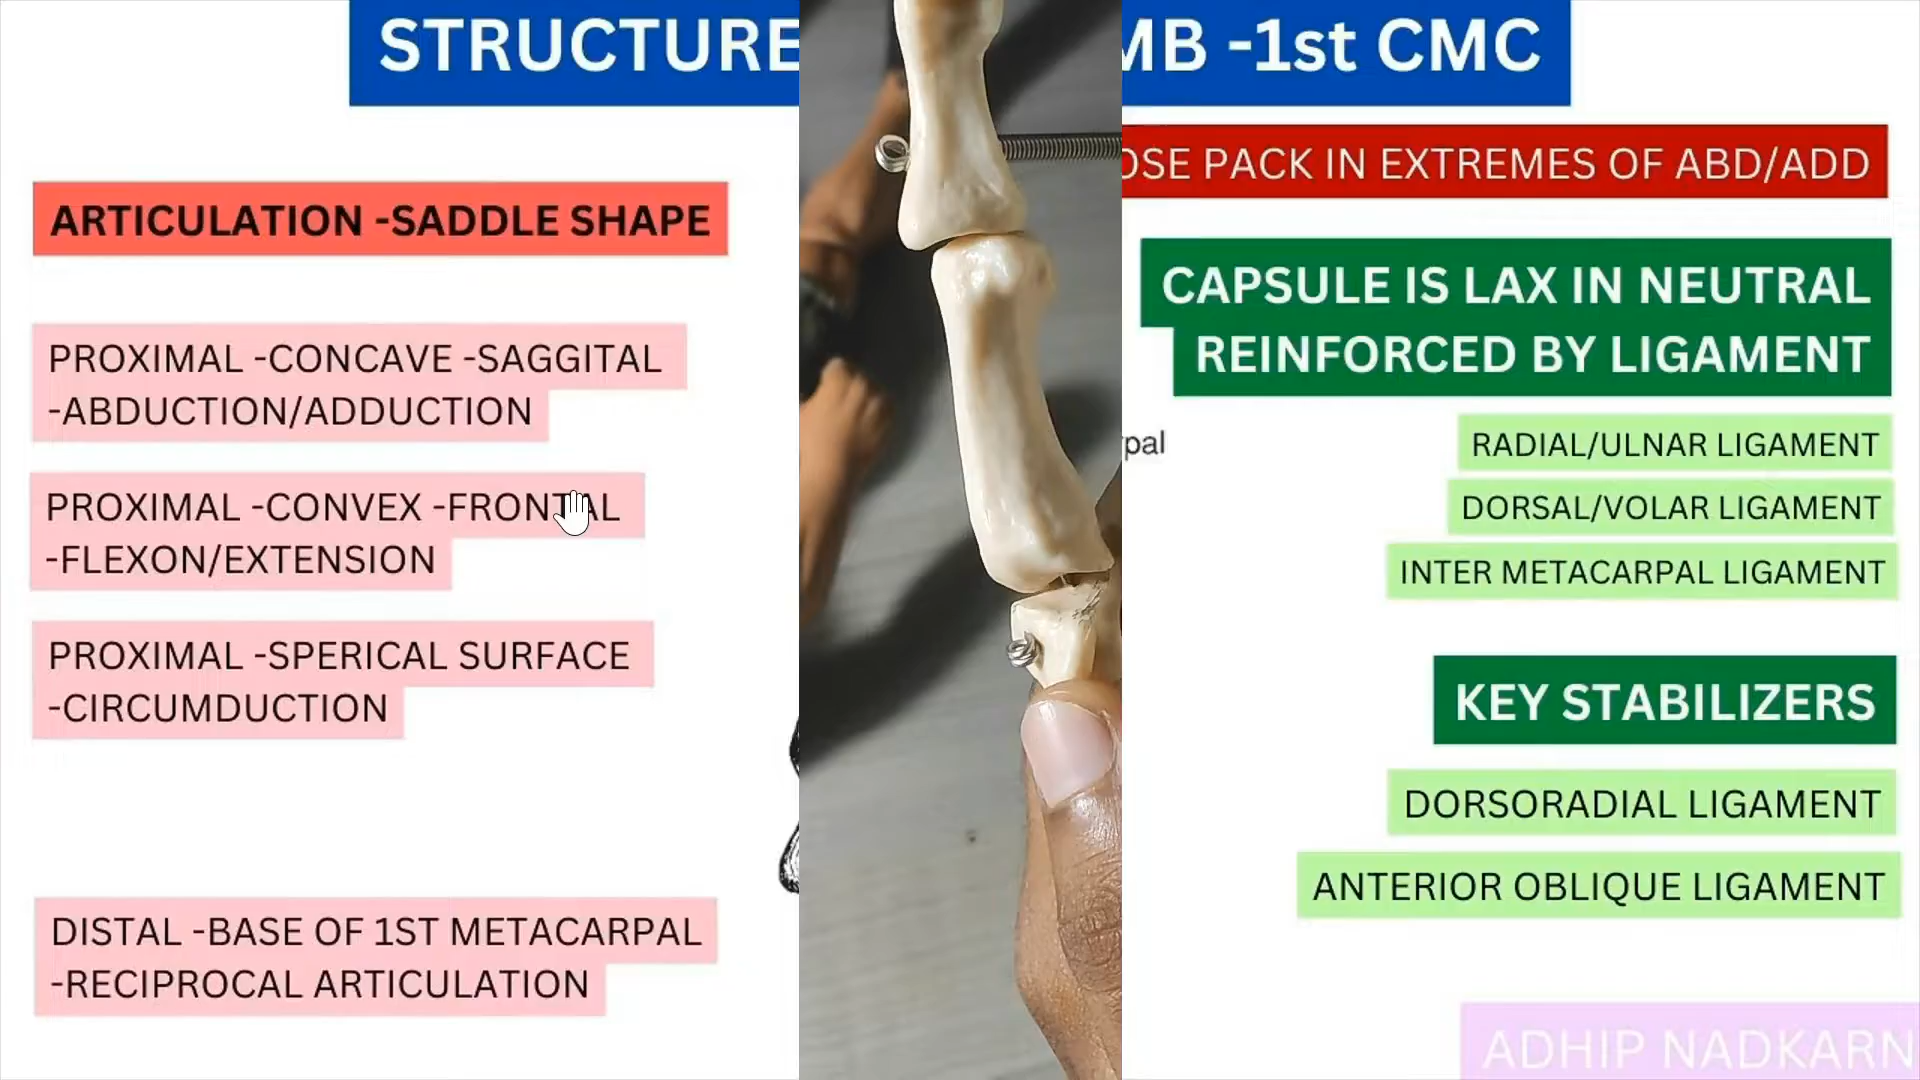 STRUCTURE
MB -1st CMC
ARTICULATION -SADDLE SHAPE
PROXIMAL -CONCAVE -SAGGITAL
-ABDUCTION/ADDUCTION
PROXIMAL -CONVEX -FRONTAL
-FLEXON/EXTENSION
PROXIMAL -SPERICAL SURFACE
-CIRCUMDUCTION
DISTAL -BASE OF 1ST METACARPAL
-RECIPROCAL ARTICULATION
OSE PACK IN EXTREMES OF ABD/ADD
CAPSULE IS LAX IN NEUTRAL
REINFORCED BY LIGAMENT
pal
RADIAL/ULNAR LIGAMENT
DORSAL/VOLAR LIGAMENT
INTER METACARPAL LIGAMENT
KEY STABILIZERS
DORSORADIAL LIGAMENT
ANTERIOR OBLIQUE LIGAMENT
ADHIP NADKARN